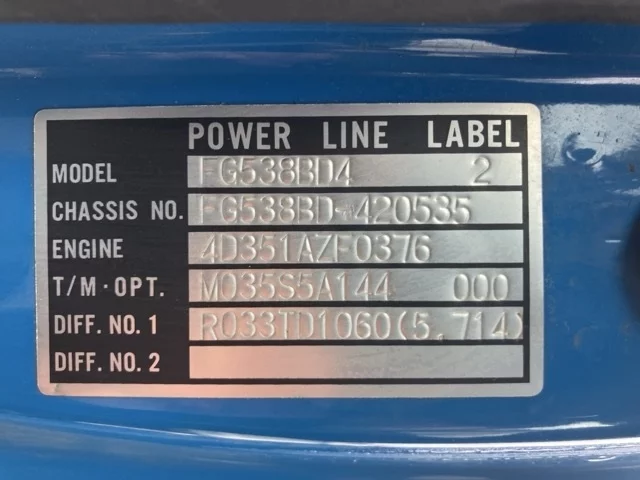 POWER LINE LABEL
MODEL FG538BD4 2
CHASSIS NO. FG538BD-420535
ENGINE 4D351AZF0376
T/M·OPT. M035S5A144 000
DIFF. NO. 1 R033TD1060(5.714)
DIFF. NO. 2